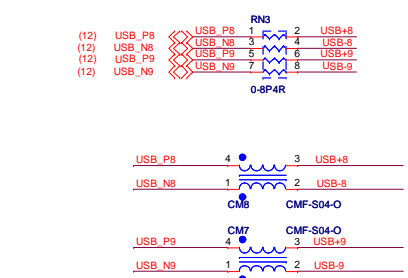 RN3
(12) USB_P8 USB_P8 1 2 USB+8
(12) USB_N8 USB_N8 3 4 USB-8
(12) USB_P9 USB_P9 5 6 USB+9
(12) USB_N9 USB_N9 7 8 USB-9
0-8P4R
USB_P8 4 3 USB+8
USB_N8 1 2 USB-8
CM8 CMF-S04-O
CM7 CMF-S04-O
USB_P9 4 3 USB+9
USB_N9 1 2 USB-9